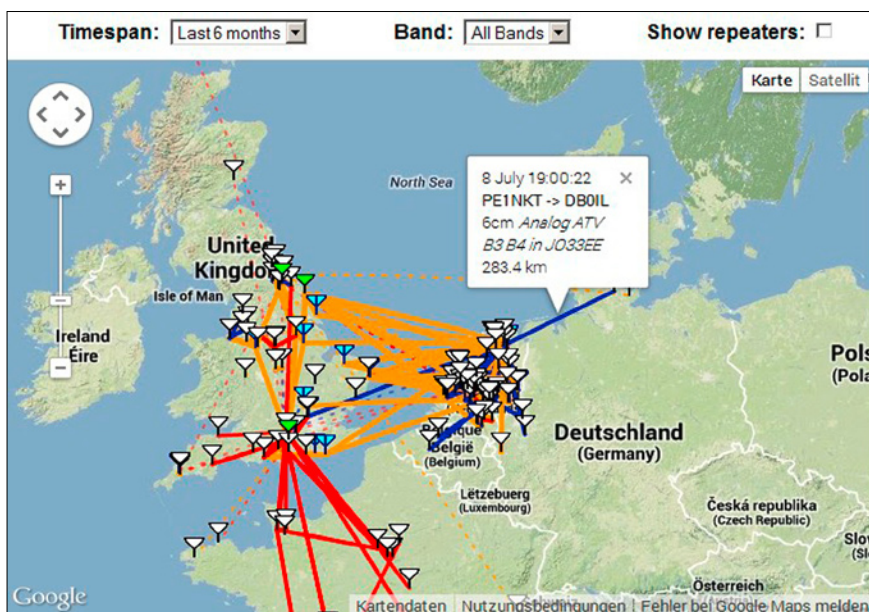 Timespan: Last 6 months Band: All Bands Show repeaters:
Karte Satellit
8 July 19:00:22 ×
PE1NKT -> DB0IL
6cm Analog ATV
B3 B4 in JO33EE
283.4 km
North Sea
United
Kingdom
Isle of Man
Ireland
Éire
België
(Belgium)
Deutschland
(Germany)
Lëtzebuerg
(Luxembourg)
Česká republika
(Czech Republic)
Österreich
Google
Kartendaten Nutzungsbedingungen Fehler bei Google Maps melden